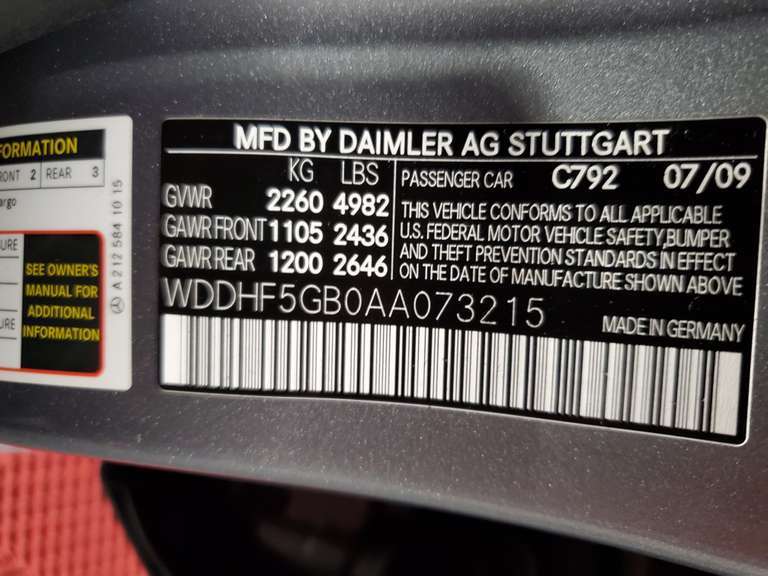 FORMATION
RONT 2 REAR 3
argo
SURE
SEE OWNER'S
MANUAL FOR
ADDITIONAL
INFORMATION
A 212 584 10 15
MFD BY DAIMLER AG STUTTGART
KG LBS
GVWR 2260 4982
GAWR FRONT 1105 2436
GAWR REAR 1200 2646
PASSENGER CAR C792 07/09
THIS VEHICLE CONFORMS TO ALL APPLICABLE
U.S. FEDERAL MOTOR VEHICLE SAFETY,BUMPER
AND THEFT PREVENTION STANDARDS IN EFFECT
ON THE DATE OF MANUFACTURE SHOWN ABOVE
WDDHF5GB0AA073215
MADE IN GERMANY